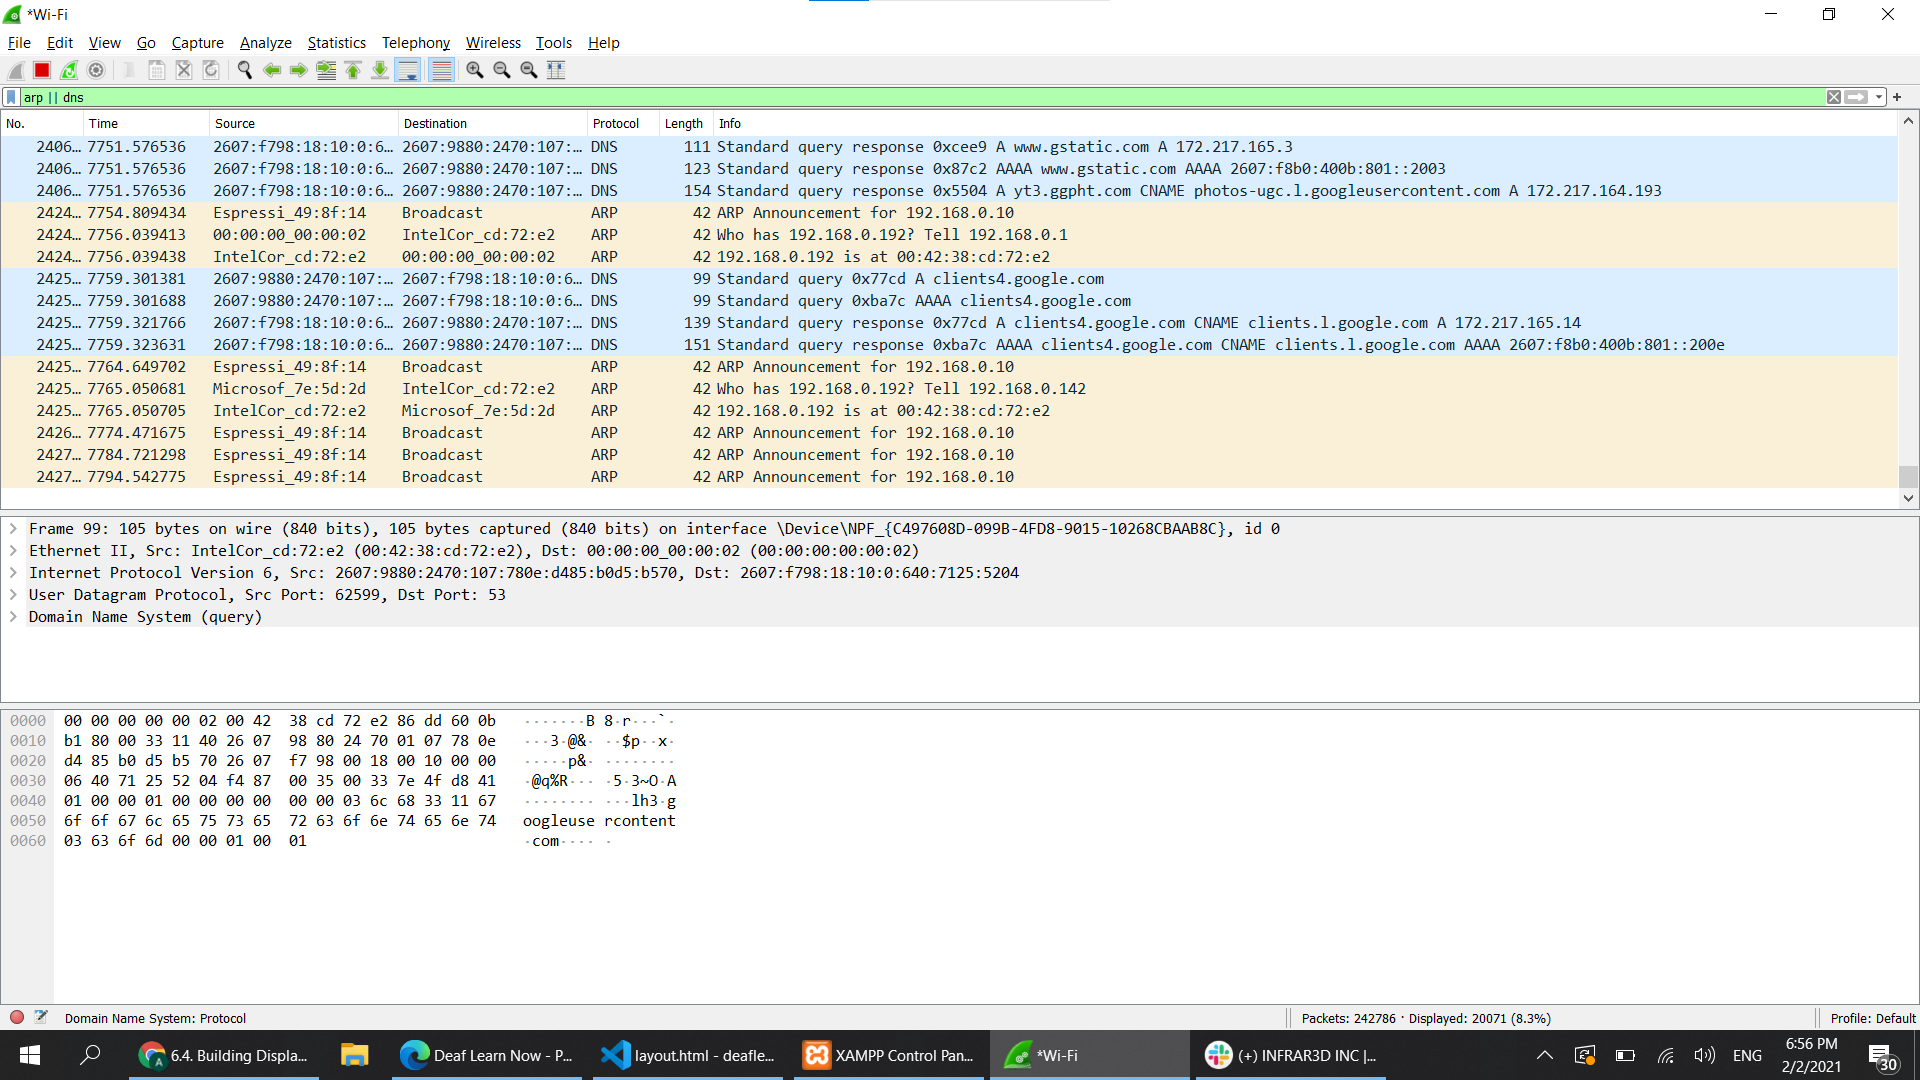 *Wi-Fi
File Edit View Go Capture Analyze Statistics Telephony Wireless Tools Help
arp || dns
No. Time Source Destination Protocol Length Info
2406… 7751.576536 2607:f798:18:10:0:6… 2607:9880:2470:107:… DNS 111 Standard query response 0xcee9 A www.gstatic.com A 172.217.165.3
2406… 7751.576536 2607:f798:18:10:0:6… 2607:9880:2470:107:… DNS 123 Standard query response 0x87c2 AAAA www.gstatic.com AAAA 2607:f8b0:400b:801::2003
2406… 7751.576536 2607:f798:18:10:0:6… 2607:9880:2470:107:… DNS 154 Standard query response 0x5504 A yt3.ggpht.com CNAME photos-ugc.l.googleusercontent.com A 172.217.164.193
2424… 7754.809434 Espressi_49:8f:14 Broadcast ARP 42 ARP Announcement for 192.168.0.10
2424… 7756.039413 00:00:00_00:00:02 IntelCor_cd:72:e2 ARP 42 Who has 192.168.0.192? Tell 192.168.0.1
2424… 7756.039438 IntelCor_cd:72:e2 00:00:00_00:00:02 ARP 42 192.168.0.192 is at 00:42:38:cd:72:e2
2425… 7759.301381 2607:9880:2470:107:… 2607:f798:18:10:0:6… DNS 99 Standard query 0x77cd A clients4.google.com
2425… 7759.301688 2607:9880:2470:107:… 2607:f798:18:10:0:6… DNS 99 Standard query 0xba7c AAAA clients4.google.com
2425… 7759.321766 2607:f798:18:10:0:6… 2607:9880:2470:107:… DNS 139 Standard query response 0x77cd A clients4.google.com CNAME clients.l.google.com A 172.217.165.14
2425… 7759.323631 2607:f798:18:10:0:6… 2607:9880:2470:107:… DNS 151 Standard query response 0xba7c AAAA clients4.google.com CNAME clients.l.google.com AAAA 2607:f8b0:400b:801::200e
2425… 7764.649702 Espressi_49:8f:14 Broadcast ARP 42 ARP Announcement for 192.168.0.10
2425… 7765.050681 Microsof_7e:5d:2d IntelCor_cd:72:e2 ARP 42 Who has 192.168.0.192? Tell 192.168.0.142
2425… 7765.050705 IntelCor_cd:72:e2 Microsof_7e:5d:2d ARP 42 192.168.0.192 is at 00:42:38:cd:72:e2
2426… 7774.471675 Espressi_49:8f:14 Broadcast ARP 42 ARP Announcement for 192.168.0.10
2427… 7784.721298 Espressi_49:8f:14 Broadcast ARP 42 ARP Announcement for 192.168.0.10
2427… 7794.542775 Espressi_49:8f:14 Broadcast ARP 42 ARP Announcement for 192.168.0.10
Frame 99: 105 bytes on wire (840 bits), 105 bytes captured (840 bits) on interface \Device\NPF_{C497608D-099B-4FD8-9015-10268CBAAB8C}, id 0
Ethernet II, Src: IntelCor_cd:72:e2 (00:42:38:cd:72:e2), Dst: 00:00:00_00:00:02 (00:00:00:00:00:02)
Internet Protocol Version 6, Src: 2607:9880:2470:107:780e:d485:b0d5:b570, Dst: 2607:f798:18:10:0:640:7125:5204
User Datagram Protocol, Src Port: 62599, Dst Port: 53
Domain Name System (query)
0000 00 00 00 00 00 02 00 42 38 cd 72 e2 86 dd 60 0b ·······B 8·r···`·
0010 b1 80 00 33 11 40 26 07 98 80 24 70 01 07 78 0e ···3·@&· ··$p··x·
0020 d4 85 b0 d5 b5 70 26 07 f7 98 00 18 00 10 00 00 ·····p&· ········
0030 06 40 71 25 52 04 f4 87 00 35 00 33 7e 4f d8 41 ·@q%R··· ·5·3~O·A
0040 01 00 00 01 00 00 00 00 00 00 03 6c 68 33 11 67 ········ ···lh3·g
0050 6f 6f 67 6c 65 75 73 65 72 63 6f 6e 74 65 6e 74 oogleuse rcontent
0060 03 63 6f 6d 00 00 01 00 01 ·com···· ·
Domain Name System: Protocol Packets: 242786 · Displayed: 20071 (8.3%) Profile: Default
6.4. Building Displa... Deaf Learn Now - P... layout.html - deafle... XAMPP Control Pan... *Wi-Fi (+) INFRAR3D INC |... ENG 6:56 PM
2/2/2021 30